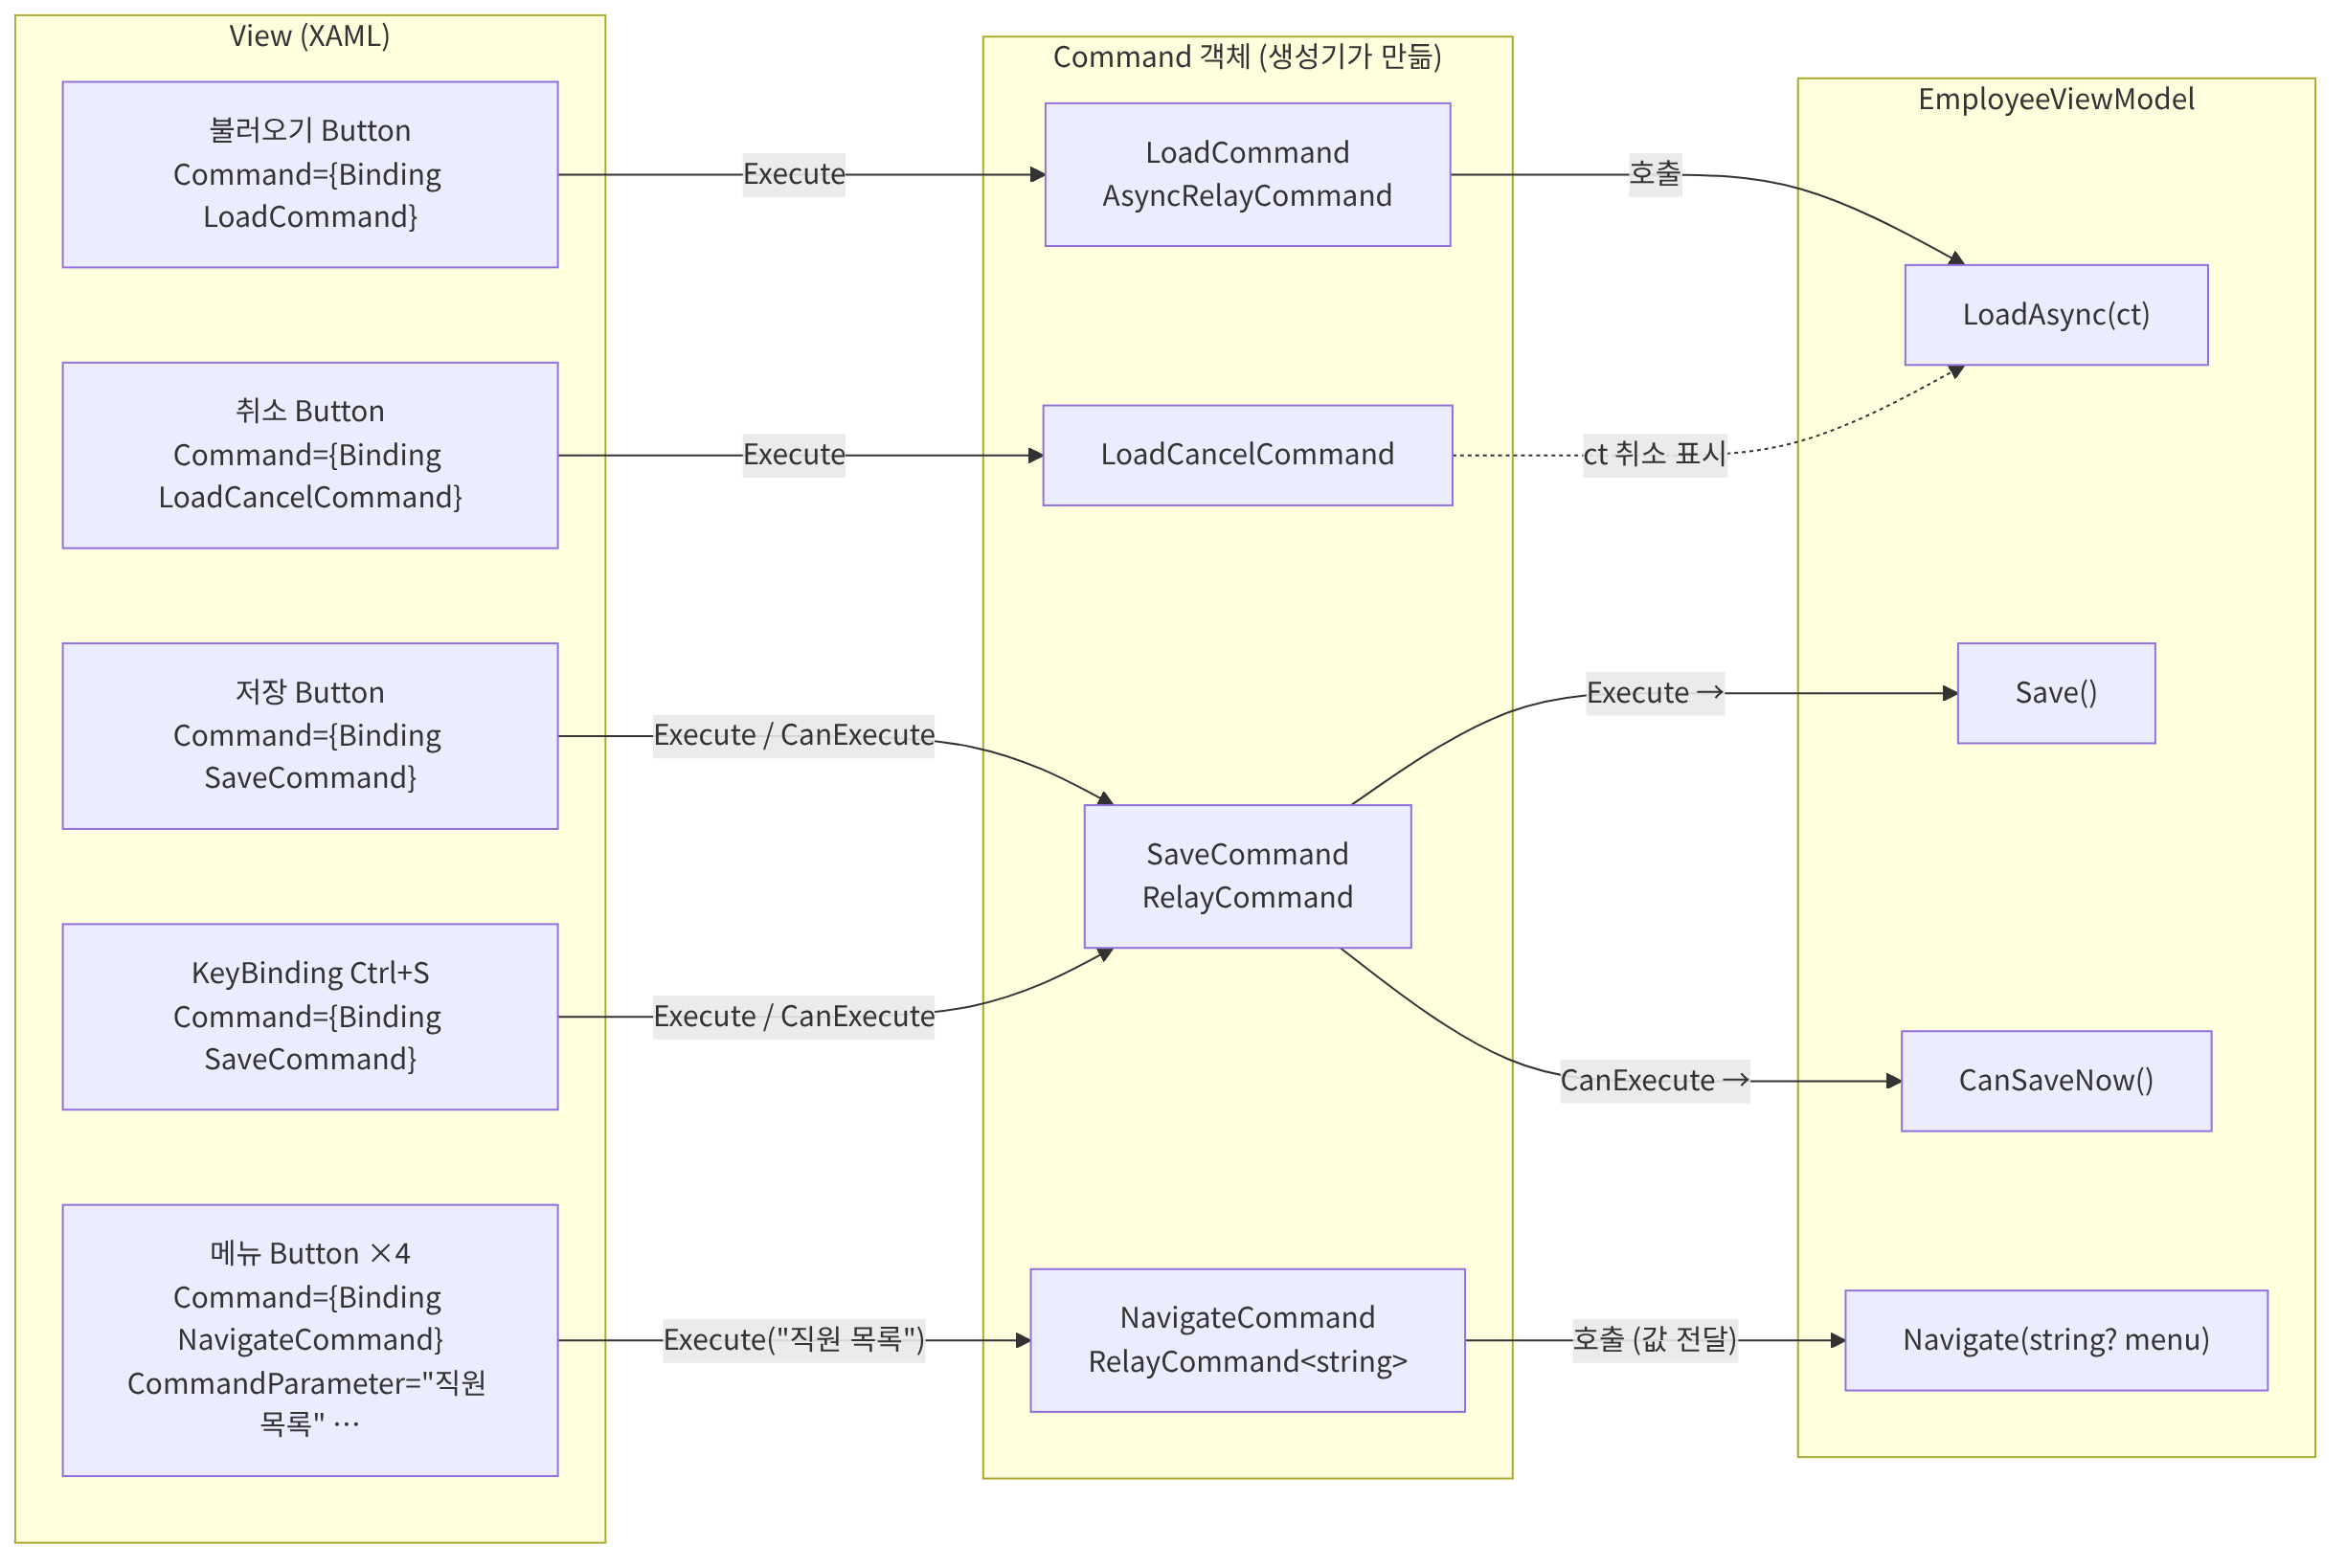 View (XAML)
불러오기 Button
Command={Binding
LoadCommand}
취소 Button
Command={Binding
LoadCancelCommand}
저장 Button
Command={Binding
SaveCommand}
KeyBinding Ctrl+S
Command={Binding
SaveCommand}
메뉴 Button ×4
Command={Binding
NavigateCommand}
CommandParameter="직원
목록" …
Execute
Execute
Execute / CanExecute
Execute / CanExecute
Execute("직원 목록")
Command 객체 (생성기가 만듦)
LoadCommand
AsyncRelayCommand
LoadCancelCommand
SaveCommand
RelayCommand
NavigateCommand
RelayCommand<string>
호출
ct 취소 표시
Execute →
CanExecute →
호출 (값 전달)
EmployeeViewModel
LoadAsync(ct)
Save()
CanSaveNow()
Navigate(string? menu)